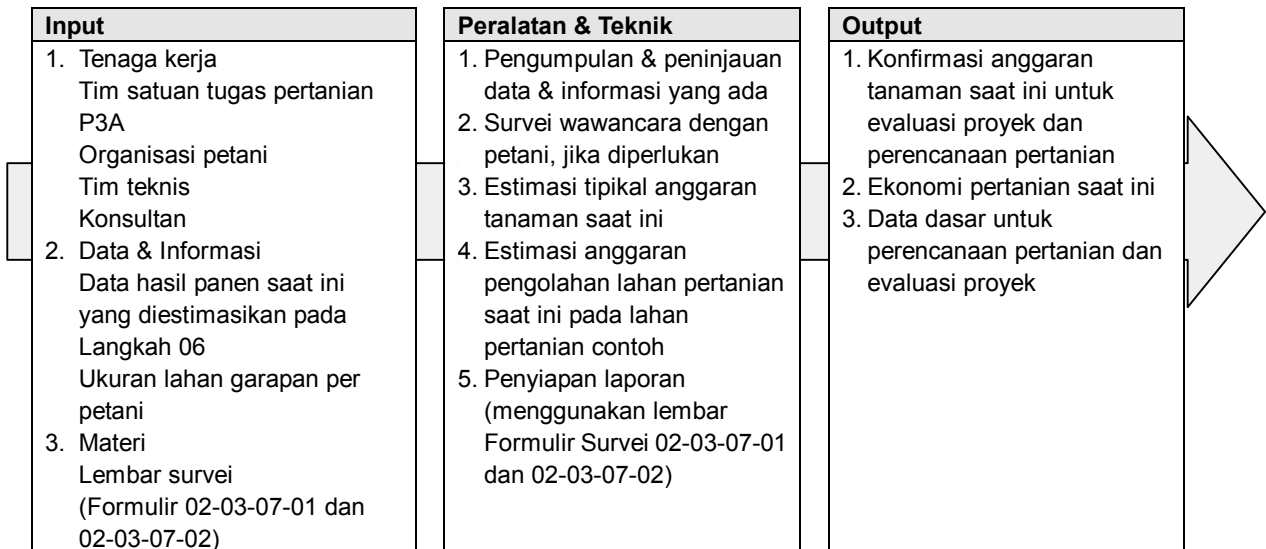 Input
1. Tenaga kerja
Tim satuan tugas pertanian
P3A
Organisasi petani
Tim teknis
Konsultan
2. Data & Informasi
Data hasil panen saat ini
yang diestimasikan pada
Langkah 06
Ukuran lahan garapan per
petani
3. Materi
Lembar survei
(Formulir 02-03-07-01 dan
02-03-07-02)
Peralatan & Teknik
1. Pengumpulan & peninjauan
data & informasi yang ada
2. Survei wawancara dengan
petani, jika diperlukan
3. Estimasi tipikal anggaran
tanaman saat ini
4. Estimasi anggaran
pengolahan lahan pertanian
saat ini pada lahan
pertanian contoh
5. Penyiapan laporan
(menggunakan lembar
Formulir Survei 02-03-07-01
dan 02-03-07-02)
Output
1. Konfirmasi anggaran
tanaman saat ini untuk
evaluasi proyek dan
perencanaan pertanian
2. Ekonomi pertanian saat ini
3. Data dasar untuk
perencanaan pertanian dan
evaluasi proyek